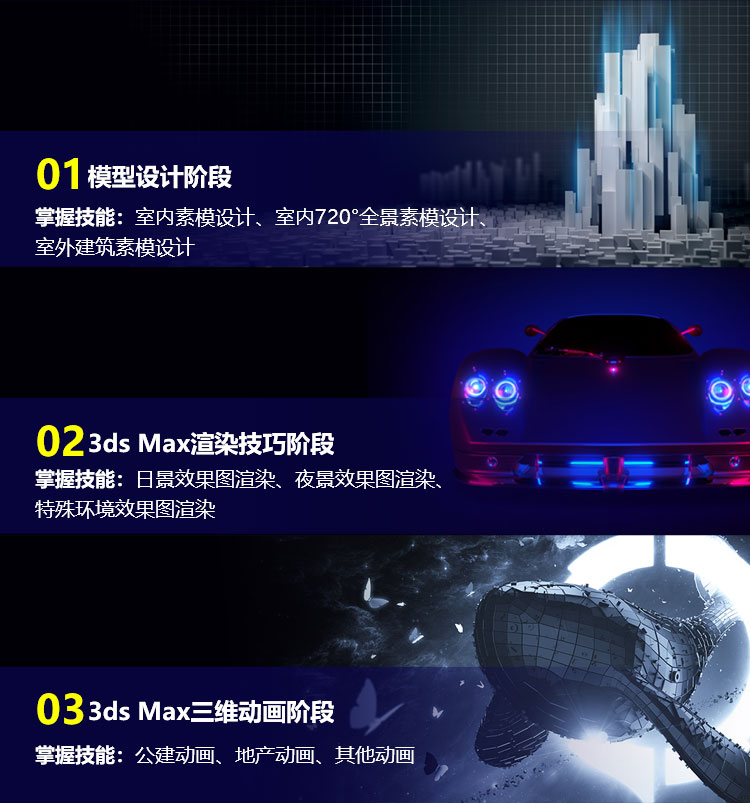 01 模型设计阶段
掌握技能：室内素模设计、室内720°全景素模设计、
室外建筑素模设计
02 3ds Max渲染技巧阶段
掌握技能：日景效果图渲染、夜景效果图渲染、
特殊环境效果图渲染
03 3ds Max三维动画阶段
掌握技能：公建动画、地产动画、其他动画